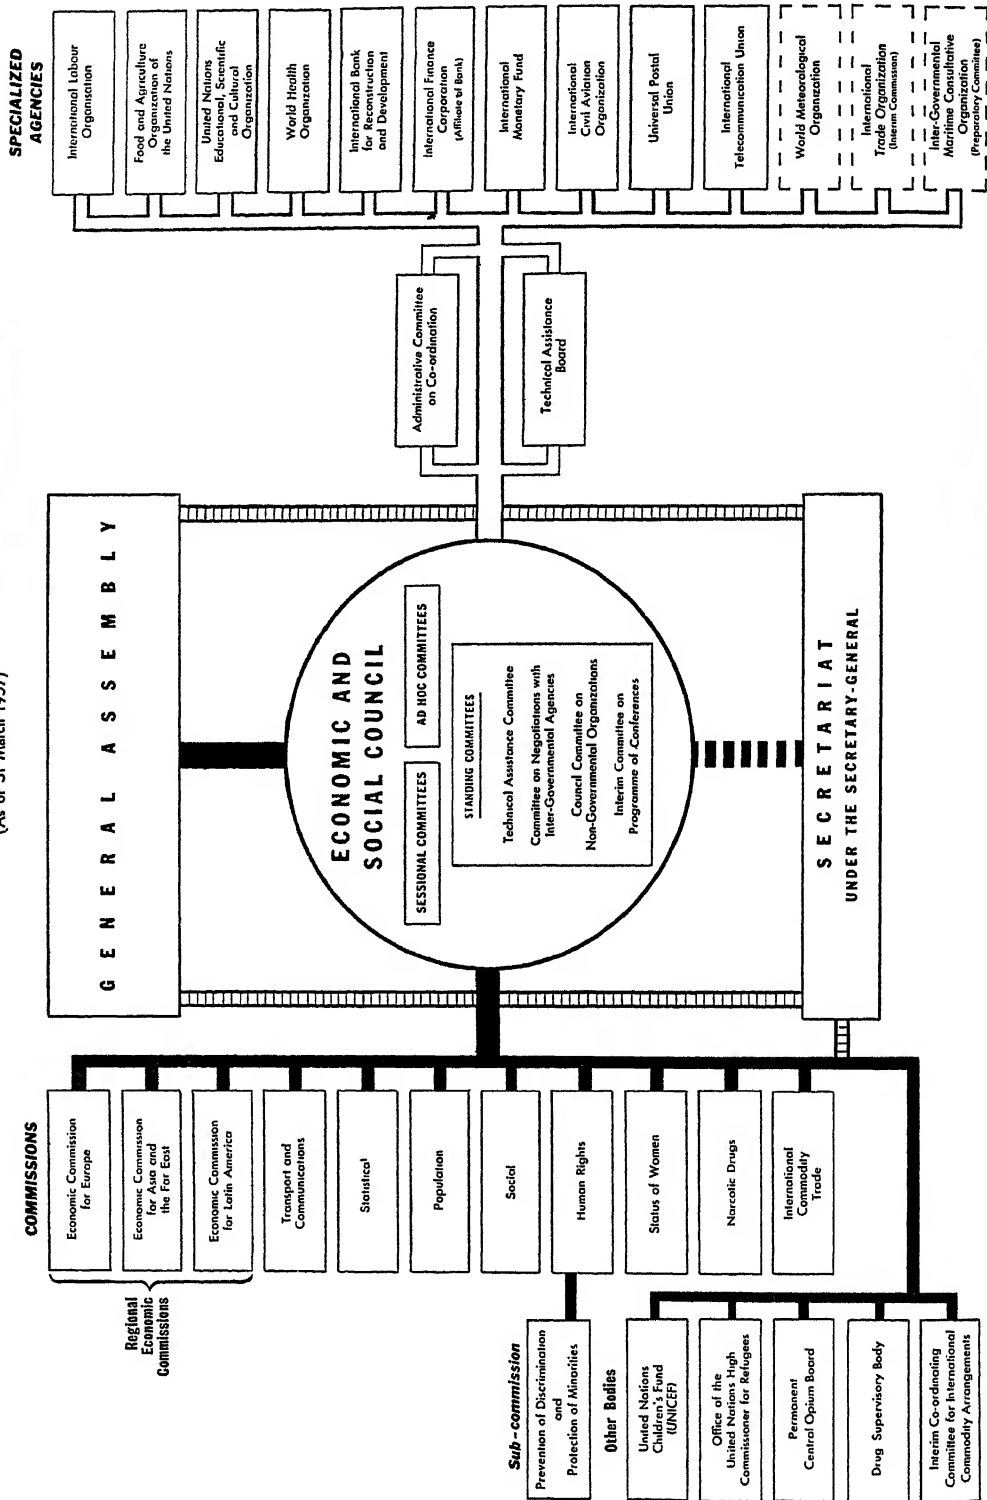 (As of 31 March 1957)
COMMISSIONS
Economic Commission
for Europe
Economic Commission
for Asia and
the Far East
Economic Commission
for Latin America
Regional
Economic
Commissions
Transport and
Communications
Statistical
Population
Social
Human Rights
Status of Women
Narcotic Drugs
International
Commodity
Trade
Sub-commission
Prevention of Discrimination
and
Protection of Minorities
Other Bodies
United Nations
Children's Fund
(UNICEF)
Office of the
United Nations High
Commissioner for Refugees
Permanent
Central Opium Board
Drug Supervisory Body
Interim Co-ordinating
Committee for International
Commodity Arrangements
GENERAL ASSEMBLY
ECONOMIC AND
SOCIAL COUNCIL
SESSIONAL COMMITTEES
AD HOC COMMITTEES
STANDING COMMITTEES
Technical Assistance Committee
Committee on Negotiations with
Inter-Governmental Agencies
Council Committee on
Non-Governmental Organizations
Interim Committee on
Programme of Conferences
SECRETARIAT
UNDER THE SECRETARY-GENERAL
Administrative Committee
on Co-ordination
Technical Assistance
Board
SPECIALIZED
AGENCIES
International Labour
Organisation
Food and Agriculture
Organization of
the United Nations
United Nations
Educational, Scientific
and Cultural
Organization
World Health
Organization
International Bank
for Reconstruction
and Development
International Finance
Corporation
(Affiliate of Bank)
International
Monetary Fund
International
Civil Aviation
Organization
Universal Postal
Union
International
Telecommunication Union
World Meteorological
Organization
International
Trade Organization
(Interim Commission)
Inter-Governmental
Maritime Consultative
Organization
(Preparatory Committee)